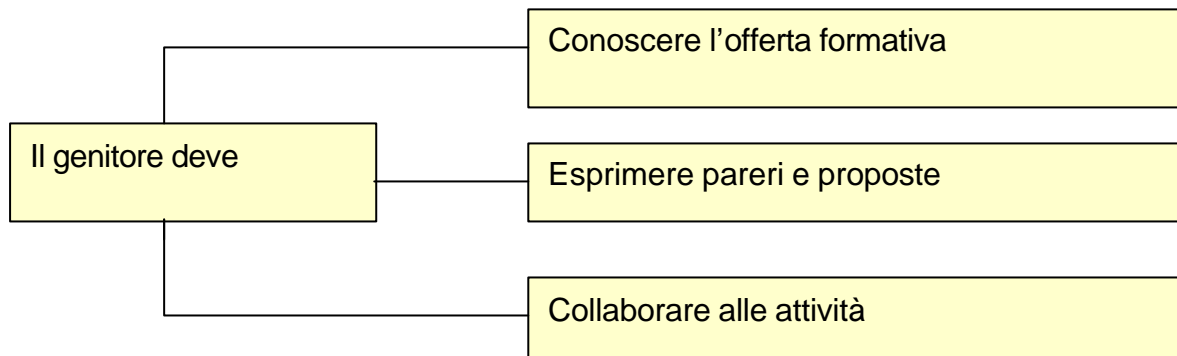 Conoscere l’offerta formativa
Il genitore deve
Esprimere pareri e proposte
Collaborare alle attività